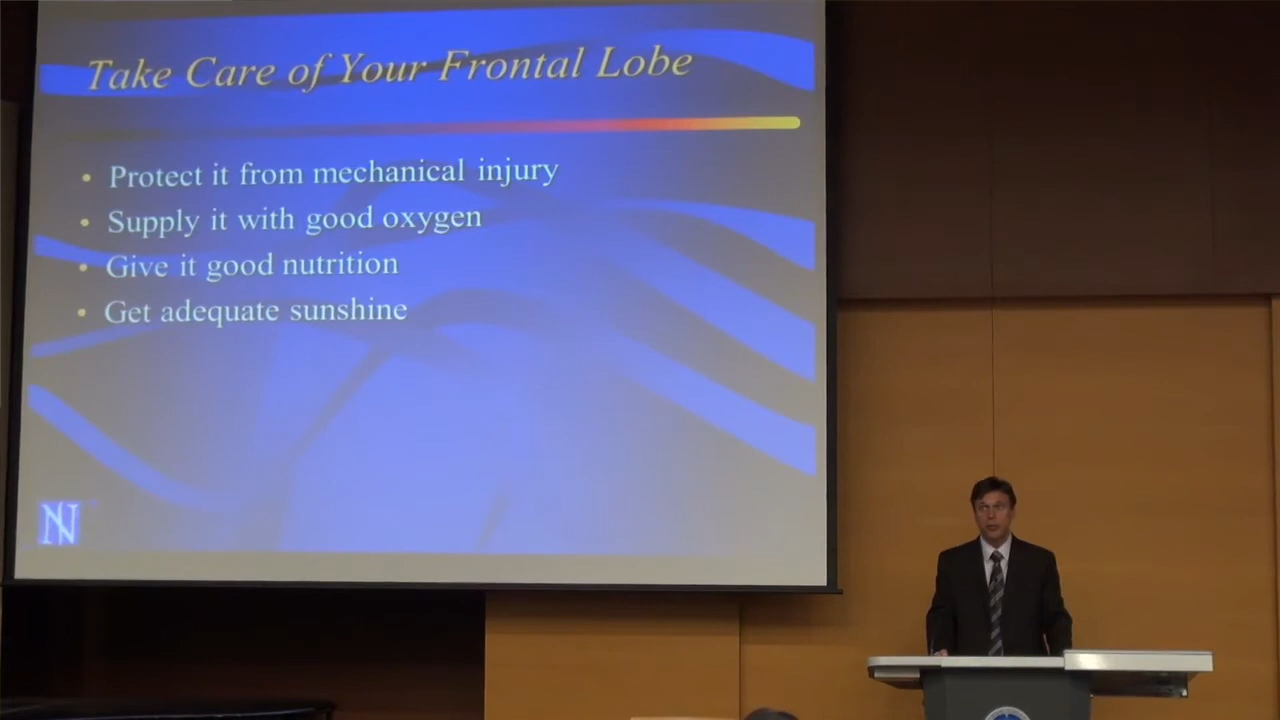 Take Care of Your Frontal Lobe
• Protect it from mechanical injury
• Supply it with good oxygen
• Give it good nutrition
• Get adequate sunshine
N